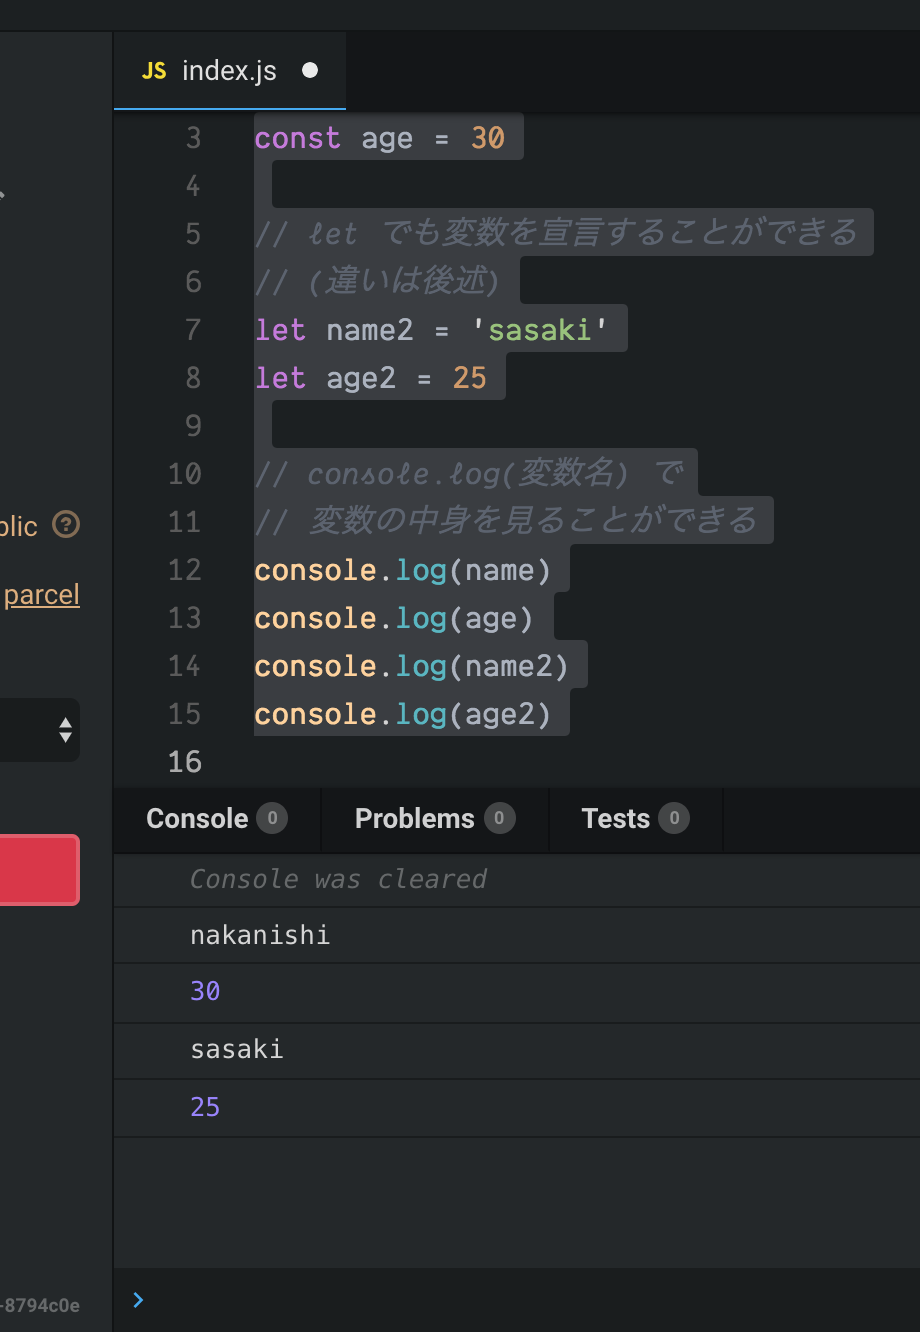 JS index.js
3 const age = 30
4
5 // let でも変数を宣言することができる
6 // (違いは後述)
7 let name2 = 'sasaki'
8 let age2 = 25
9
10 // console.log(変数名) で
11 // 変数の中身を見ることができる
12 console.log(name)
13 console.log(age)
14 console.log(name2)
15 console.log(age2)
16
blic ?
parcel
Console 0 Problems 0 Tests 0
Console was cleared
nakanishi
30
sasaki
25
-8794c0e